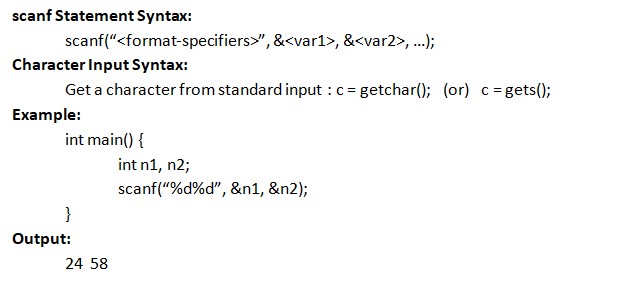 scanf Statement Syntax:
scanf(“<format-specifiers>”, &<var1>, &<var2>, …);
Character Input Syntax:
Get a character from standard input : c = getchar(); (or) c = gets();
Example:
int main() {
int n1, n2;
scanf(“%d%d”, &n1, &n2);
}
Output:
24 58